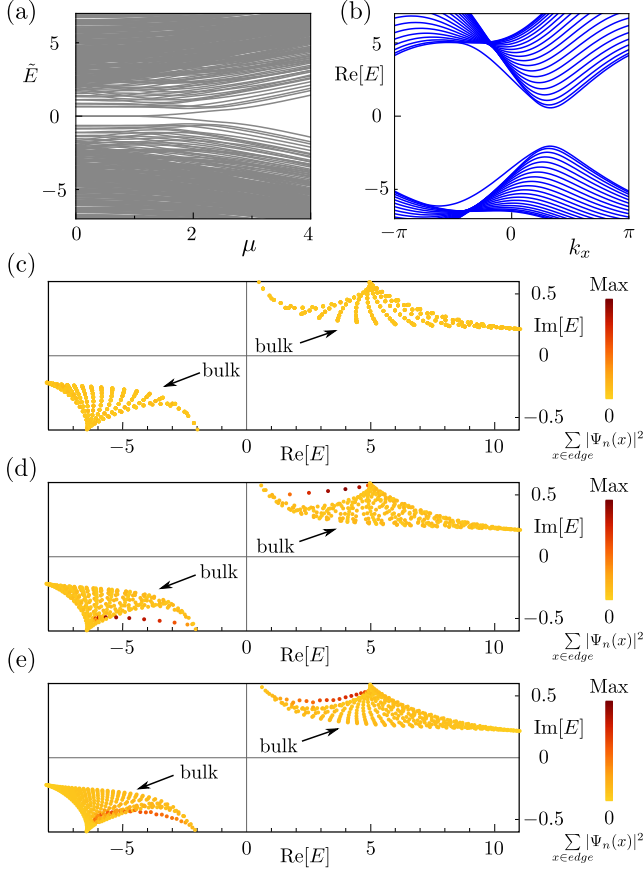 (a)
(b)
5
0
−5
Ẽ
0
2
4
μ
5
Re[E]
0
−5
−π
0
π
k_x
(c)
bulk
bulk
0.5
Im[E]
0
−0.5
−5
0
5
10
Re[E]
Max
0
∑_{x∈edge} |Ψ_n(x)|²
(d)
bulk
bulk
0.5
Im[E]
0
−0.5
−5
0
5
10
Re[E]
Max
0
∑_{x∈edge} |Ψ_n(x)|²
(e)
bulk
bulk
0.5
Im[E]
0
−0.5
−5
0
5
10
Re[E]
Max
0
∑_{x∈edge} |Ψ_n(x)|²